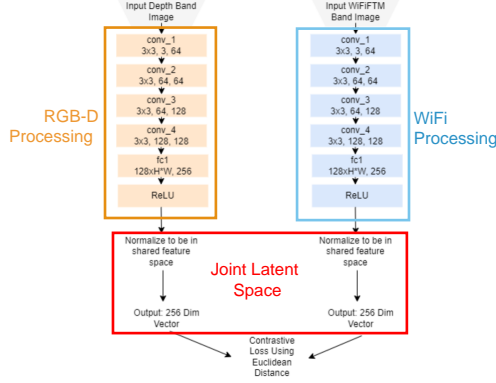 Input Depth Band
Image
conv_1
3x3, 3, 64
conv_2
3x3, 64, 64
conv_3
3x3, 64, 128
conv_4
3x3, 128, 128
fc1
128xH*W, 256
ReLU
RGB-D
Processing
Input WiFiFTM
Band Image
conv_1
3x3, 3, 64
conv_2
3x3, 64, 64
conv_3
3x3, 64, 128
conv_4
3x3, 128, 128
fc1
128xH*W, 256
ReLU
WiFi
Processing
Normalize to be in
shared feature
space
Joint Latent
Space
Normalize to be in
shared feature
space
Output: 256 Dim
Vector
Output: 256 Dim
Vector
Contrastive
Loss Using
Euclidean
Distance